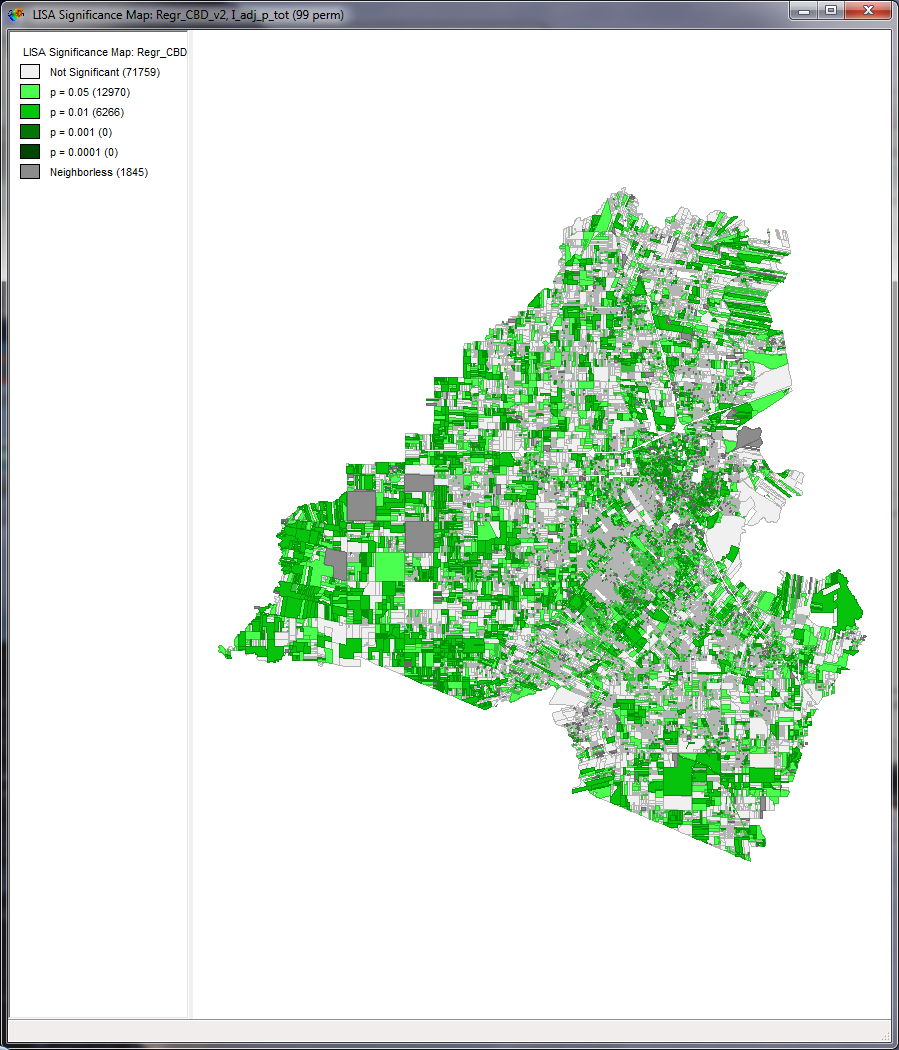 LISA Significance Map: Regr_CBD_v2, I_adj_p_tot (99 perm)
LISA Significance Map: Regr_CBD
Not Significant (71759)
p = 0.05 (12970)
p = 0.01 (6266)
p = 0.001 (0)
p = 0.0001 (0)
Neighborless (1845)